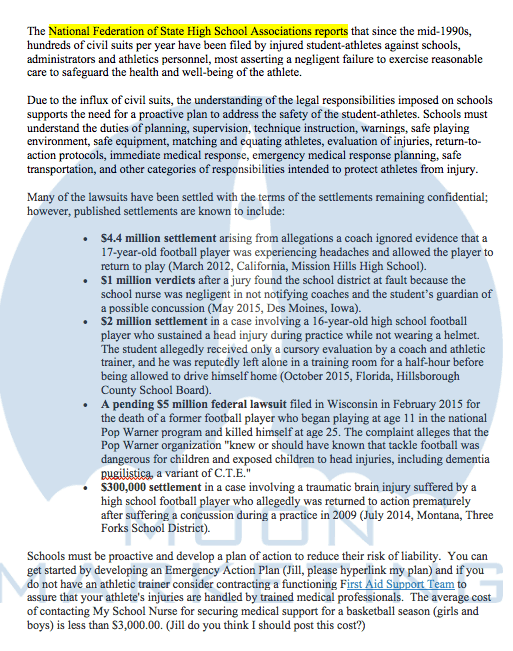 The National Federation of State High School Associations reports that since the mid-1990s,
hundreds of civil suits per year have been filed by injured student-athletes against schools,
administrators and athletics personnel, most asserting a negligent failure to exercise reasonable
care to safeguard the health and well-being of the athlete.
Due to the influx of civil suits, the understanding of the legal responsibilities imposed on schools
supports the need for a proactive plan to address the safety of the student-athletes. Schools must
understand the duties of planning, supervision, technique instruction, warnings, safe playing
environment, safe equipment, matching and equating athletes, evaluation of injuries, return-to-
action protocols, immediate medical response, emergency medical response planning, safe
transportation, and other categories of responsibilities intended to protect athletes from injury.
Many of the lawsuits have been settled with the terms of the settlements remaining confidential;
however, published settlements are known to include:
• $4.4 million settlement arising from allegations a coach ignored evidence that a
17-year-old football player was experiencing headaches and allowed the player to
return to play (March 2012, California, Mission Hills High School).
• $1 million verdicts after a jury found the school district at fault because the
school nurse was negligent in not notifying coaches and the student's guardian of
a possible concussion (May 2015, Des Moines, Iowa).
• $2 million settlement in a case involving a 16-year-old high school football
player who sustained a head injury during practice while not wearing a helmet.
The student allegedly received only a cursory evaluation by a coach and athletic
trainer, and he was reputedly left alone in a training room for a half-hour before
being allowed to drive himself home (October 2015, Florida, Hillsborough
County School Board).
• A pending $5 million federal lawsuit filed in Wisconsin in February 2015 for
the death of a former football player who began playing at age 11 in the national
Pop Warner program and killed himself at age 25. The complaint alleges that the
Pop Warner organization "knew or should have known that tackle football was
dangerous for children and exposed children to head injuries, including dementia
pugilistica, a variant of C.T.E."
• $300,000 settlement in a case involving a traumatic brain injury suffered by a
high school football player who allegedly was returned to action prematurely
after suffering a concussion during a practice in 2009 (July 2014, Montana, Three
Forks School District).
MOON
Schools must be proactive and develop a plan of action to reduce their risk of liability. You can
get started by developing an Emergency Action Plan (Jill, please hyperlink my plan) and if you
do not have an athletic trainer consider contracting a functioning First Aid Support Team to
MARKETING
assure that your athlete's injuries are handled by trained medical professionals. The average cost
of contacting My School Nurse for securing medical support for a basketball season (girls and
boys) is less than $3,000.00. (Jill do you think I should post this cost?)